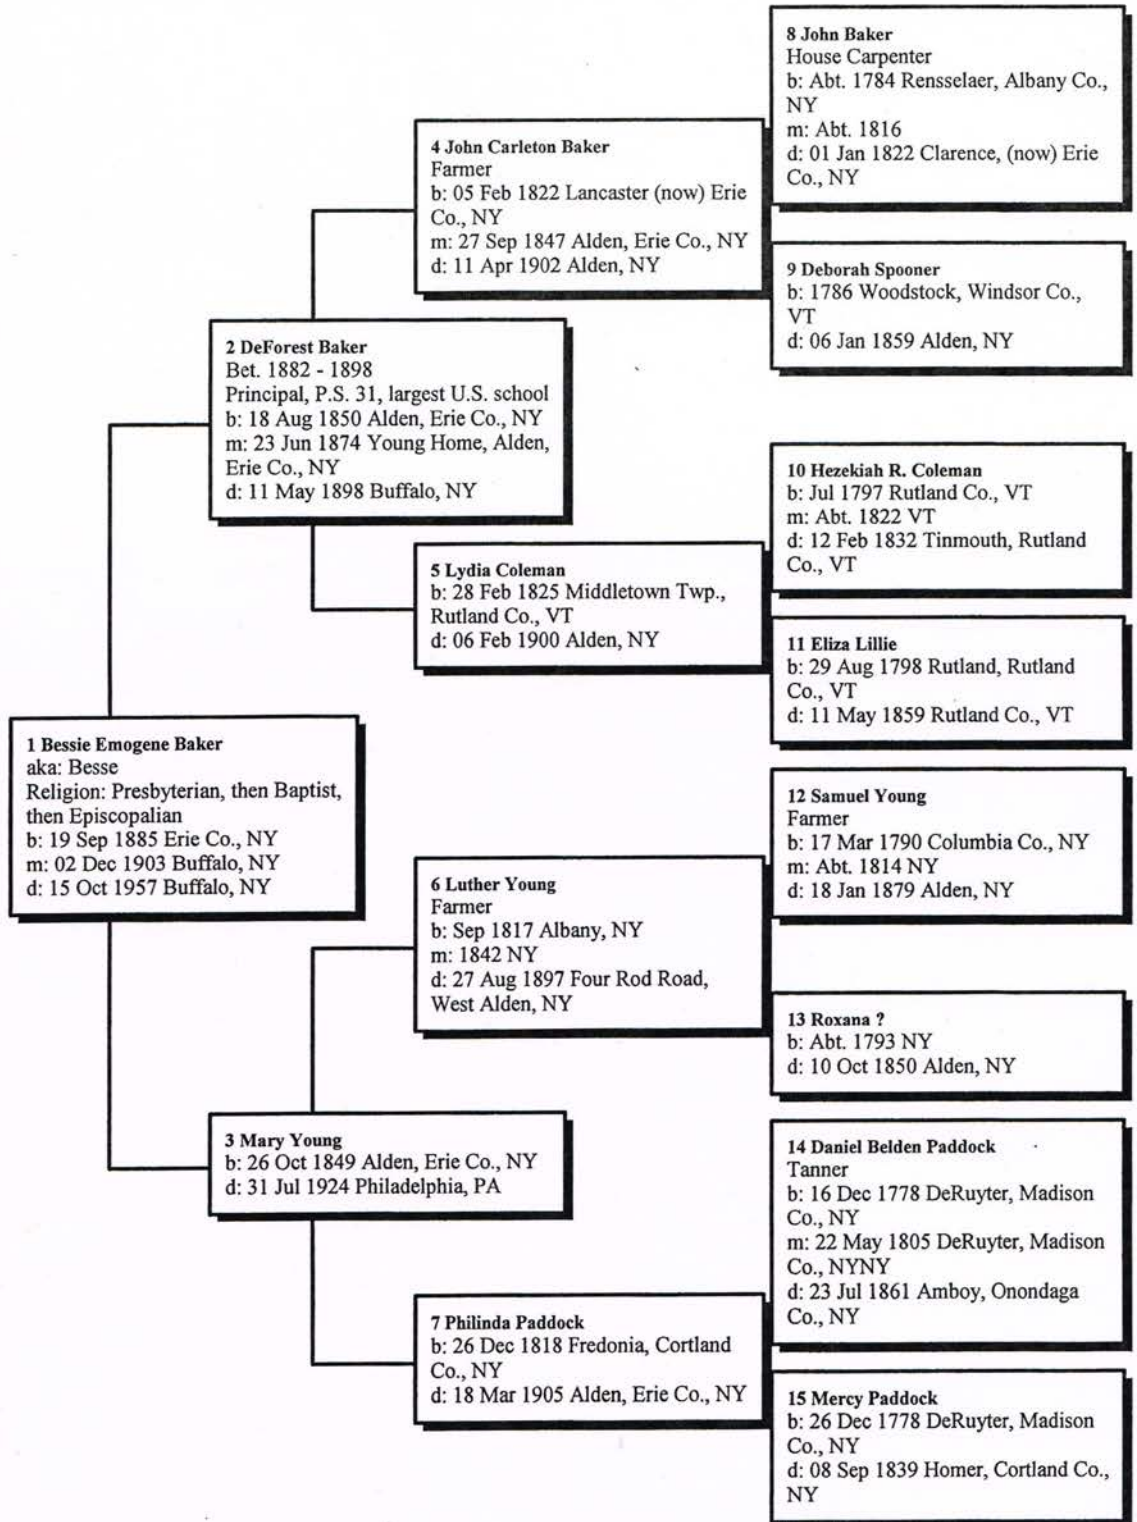 8 John Baker
House Carpenter
b: Abt. 1784 Rensselaer, Albany Co.,
NY
m: Abt. 1816
d: 01 Jan 1822 Clarence, (now) Erie
Co., NY
4 John Carleton Baker
Farmer
b: 05 Feb 1822 Lancaster (now) Erie
Co., NY
m: 27 Sep 1847 Alden, Erie Co., NY
d: 11 Apr 1902 Alden, NY
9 Deborah Spooner
b: 1786 Woodstock, Windsor Co.,
VT
d: 06 Jan 1859 Alden, NY
2 DeForest Baker
Bet. 1882 - 1898
Principal, P.S. 31, largest U.S. school
b: 18 Aug 1850 Alden, Erie Co., NY
m: 23 Jun 1874 Young Home, Alden,
Erie Co., NY
d: 11 May 1898 Buffalo, NY
10 Hezekiah R. Coleman
b: Jul 1797 Rutland Co., VT
m: Abt. 1822 VT
d: 12 Feb 1832 Tinmouth, Rutland
Co., VT
5 Lydia Coleman
b: 28 Feb 1825 Middletown Twp.,
Rutland Co., VT
d: 06 Feb 1900 Alden, NY
11 Eliza Lillie
b: 29 Aug 1798 Rutland, Rutland
Co., VT
d: 11 May 1859 Rutland Co., VT
1 Bessie Emogene Baker
aka: Besse
Religion: Presbyterian, then Baptist,
then Episcopalian
b: 19 Sep 1885 Erie Co., NY
m: 02 Dec 1903 Buffalo, NY
d: 15 Oct 1957 Buffalo, NY
12 Samuel Young
Farmer
b: 17 Mar 1790 Columbia Co., NY
m: Abt. 1814 NY
d: 18 Jan 1879 Alden, NY
6 Luther Young
Farmer
b: Sep 1817 Albany, NY
m: 1842 NY
d: 27 Aug 1897 Four Rod Road,
West Alden, NY
13 Roxana ?
b: Abt. 1793 NY
d: 10 Oct 1850 Alden, NY
3 Mary Young
b: 26 Oct 1849 Alden, Erie Co., NY
d: 31 Jul 1924 Philadelphia, PA
14 Daniel Belden Paddock
Tanner
b: 16 Dec 1778 DeRuyter, Madison
Co., NY
m: 22 May 1805 DeRuyter, Madison
Co., NYNY
d: 23 Jul 1861 Amboy, Onondaga
Co., NY
7 Philinda Paddock
b: 26 Dec 1818 Fredonia, Cortland
Co., NY
d: 18 Mar 1905 Alden, Erie Co., NY
15 Mercy Paddock
b: 26 Dec 1778 DeRuyter, Madison
Co., NY
d: 08 Sep 1839 Homer, Cortland Co.,
NY